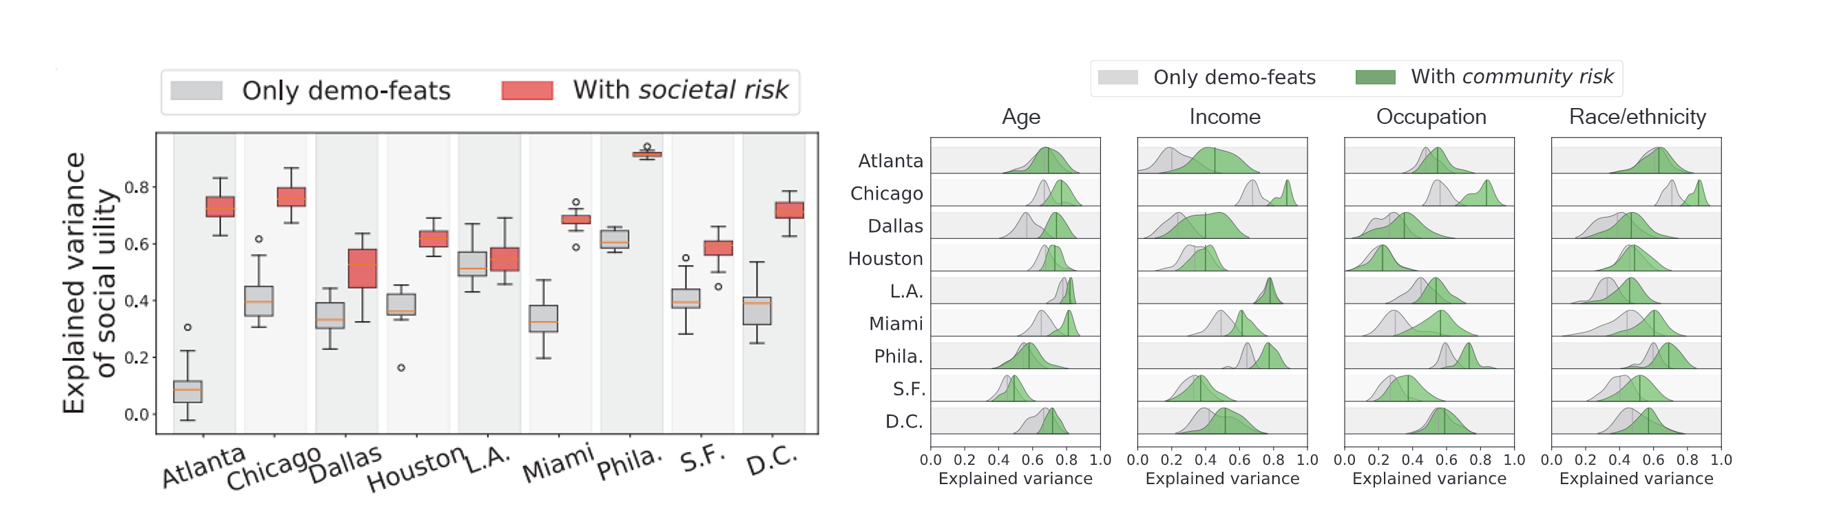 Only demo-feats With societal risk
Explained variance
of social uility
0.8
0.6
0.4
0.2
0.0
Atlanta Chicago Dallas Houston L.A. Miami Phila. S.F. D.C.
Only demo-feats With community risk
Age Income Occupation Race/ethnicity
Atlanta
Chicago
Dallas
Houston
L.A.
Miami
Phila.
S.F.
D.C.
0.0 0.2 0.4 0.6 0.8 1.0 0.0 0.2 0.4 0.6 0.8 1.0 0.0 0.2 0.4 0.6 0.8 1.0 0.0 0.2 0.4 0.6 0.8 1.0
Explained variance Explained variance Explained variance Explained variance